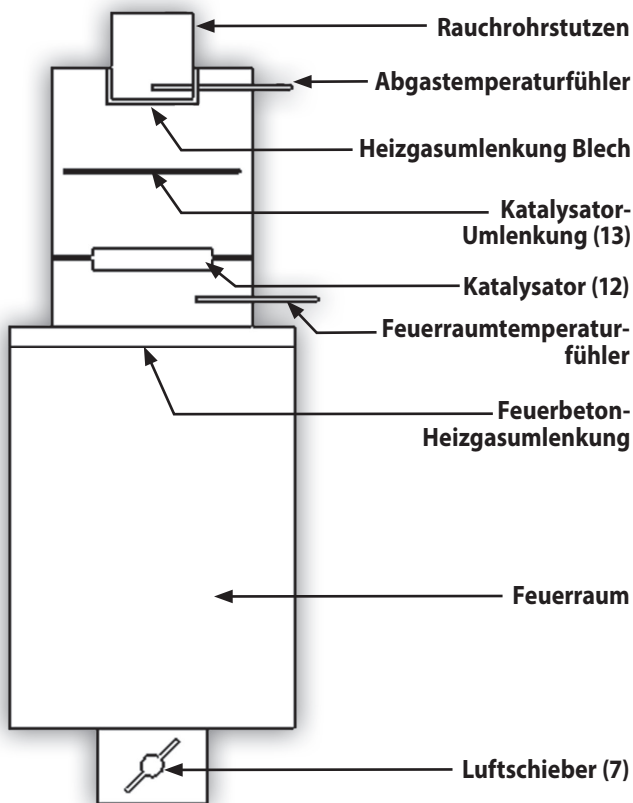 Rauchrohrstutzen
Abgastemperaturfühler
Heizgasumlenkung Blech
Katalysator-
Umlenkung (13)
Katalysator (12)
Feuerraumtemperatur-
fühler
Feuerbeton-
Heizgasumlenkung
Feuerraum
Luftschieber (7)